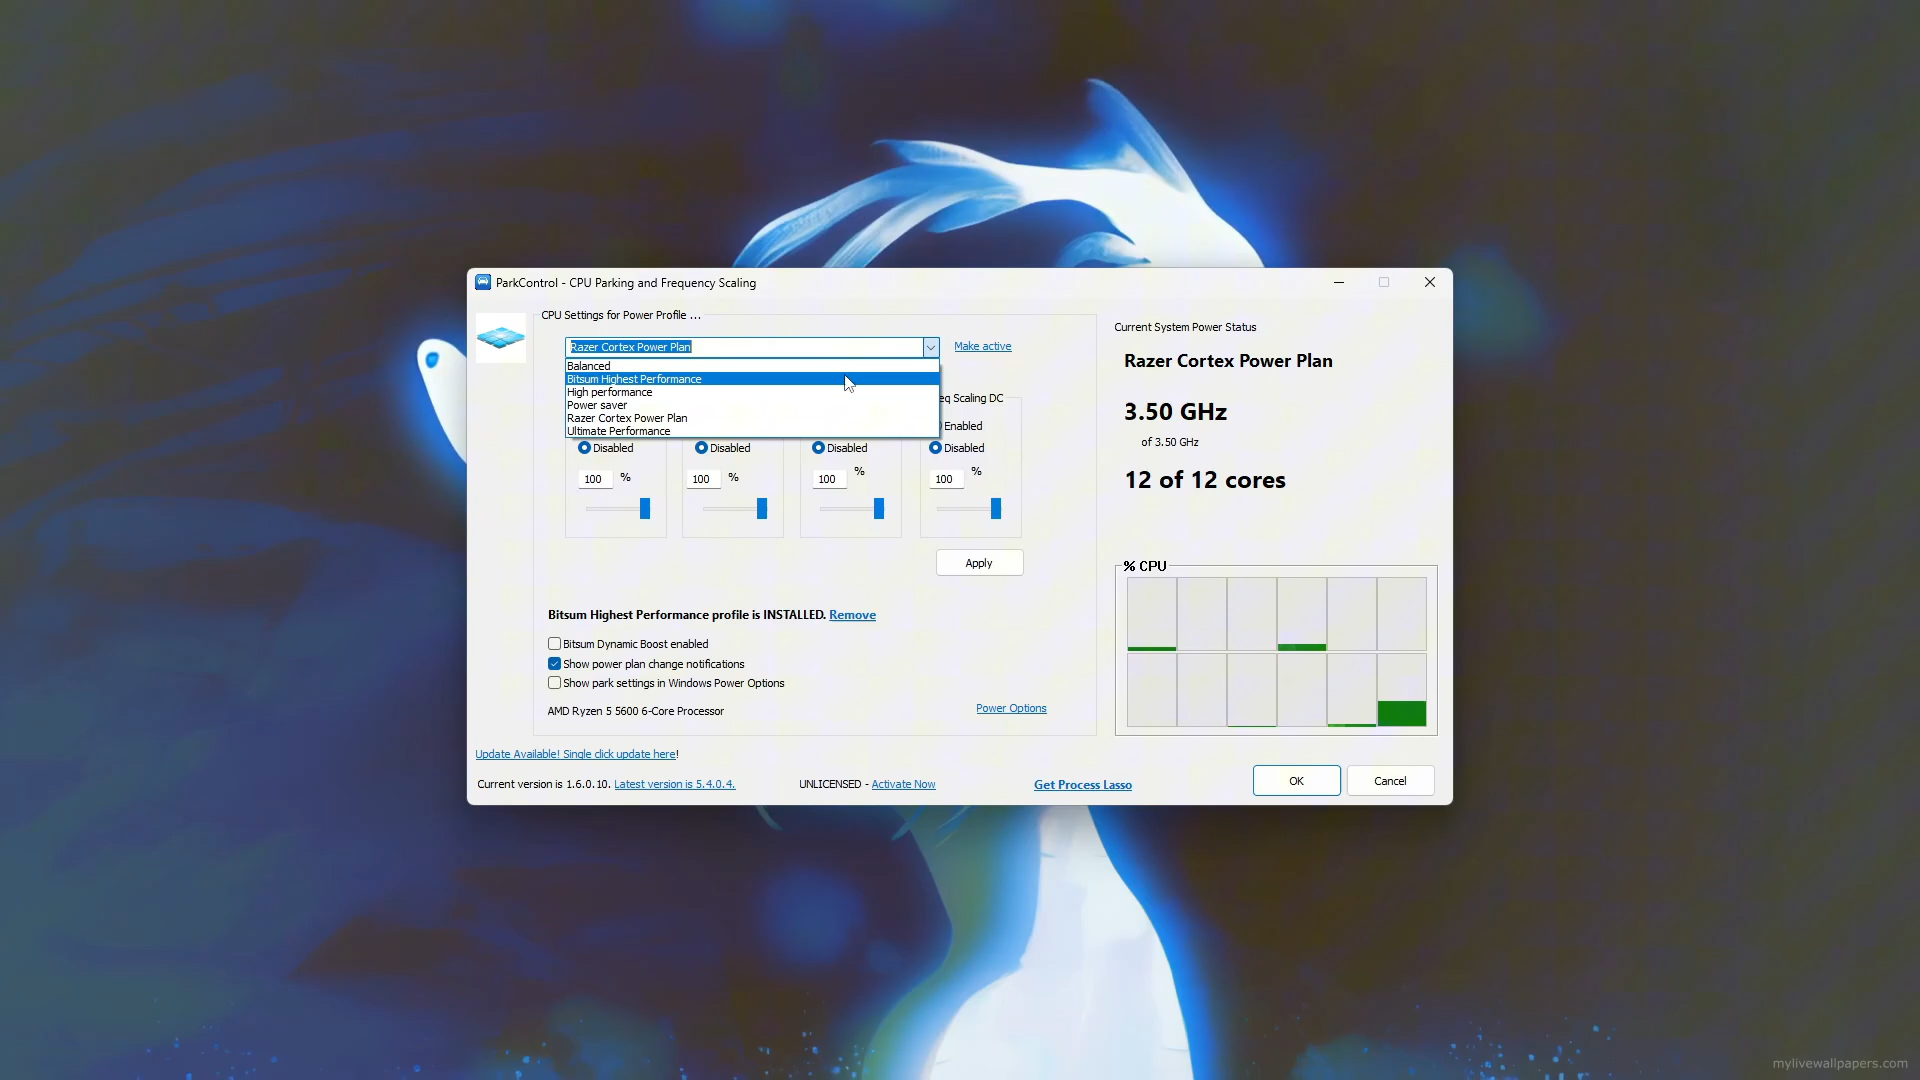 ParkControl - CPU Parking and Frequency Scaling
CPU Settings for Power Profile ...
Razer Cortex Power Plan
Make active
Balanced
Bitsum Highest Performance
High performance
Power saver
Razer Cortex Power Plan
Ultimate Performance
eq Scaling DC
Enabled
Disabled Disabled Disabled Disabled
100 % 100 % 100 % 100 %
Apply
Bitsum Highest Performance profile is INSTALLED. Remove
Bitsum Dynamic Boost enabled
Show power plan change notifications
Show park settings in Windows Power Options
AMD Ryzen 5 5600 6-Core Processor
Power Options
Current System Power Status
Razer Cortex Power Plan
3.50 GHz
of 3.50 GHz
12 of 12 cores
% CPU
Update Available! Single click update here!
Current version is 1.6.0.10. Latest version is 5.4.0.4.
UNLICENSED - Activate Now
Get Process Lasso
OK
Cancel
mylivewallpapers.com